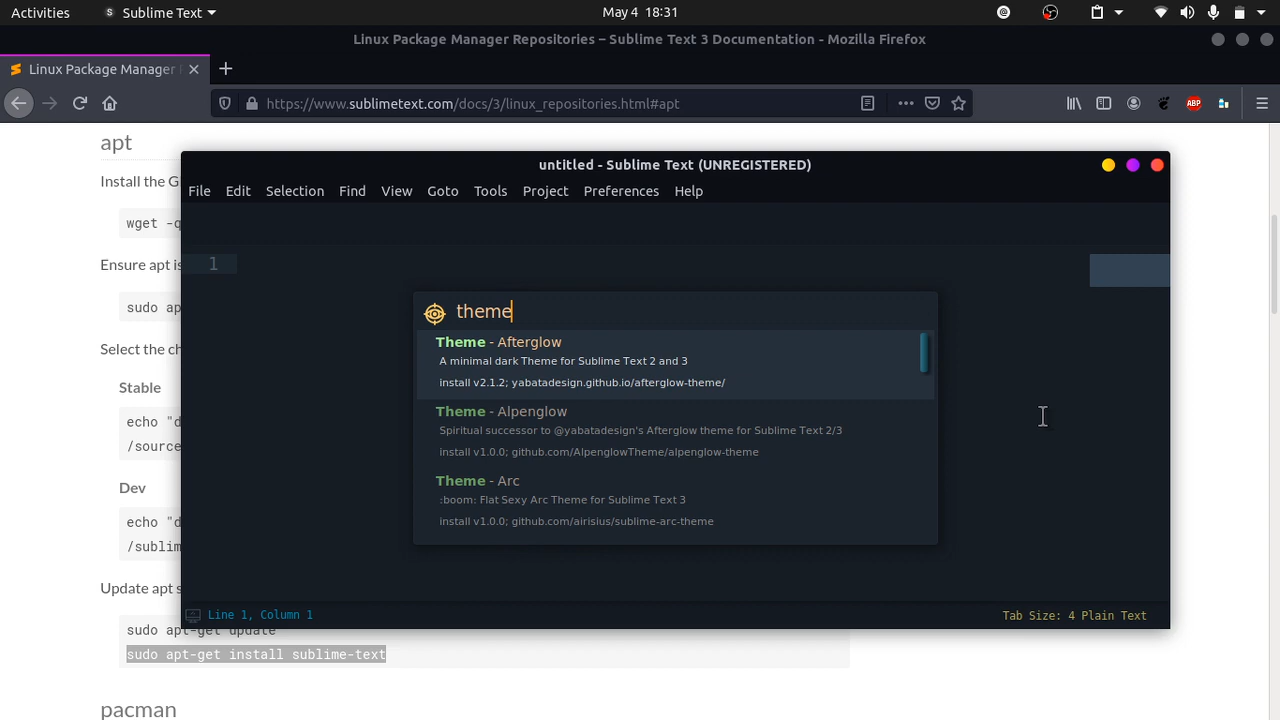 Activities
Sublime Text
May 4 18:31
Linux Package Manager Repositories – Sublime Text 3 Documentation - Mozilla Firefox
Linux Package Manager
https://www.sublimetext.com/docs/3/linux_repositories.html#apt
ABP
apt
Install the G
wget -q
Ensure apt is
sudo ap
Select the ch
Stable
echo "d
/source
Dev
echo "d
/sublim
Update apt s
sudo apt-get update
sudo apt-get install sublime-text
pacman
untitled - Sublime Text (UNREGISTERED)
File Edit Selection Find View Goto Tools Project Preferences Help
1
theme
Theme - Afterglow
A minimal dark Theme for Sublime Text 2 and 3
install v2.1.2; yabatadesign.github.io/afterglow-theme/
Theme - Alpenglow
Spiritual successor to @yabatadesign's Afterglow theme for Sublime Text 2/3
install v1.0.0; github.com/AlpenglowTheme/alpenglow-theme
Theme - Arc
:boom: Flat Sexy Arc Theme for Sublime Text 3
install v1.0.0; github.com/airisius/sublime-arc-theme
Line 1, Column 1
Tab Size: 4 Plain Text